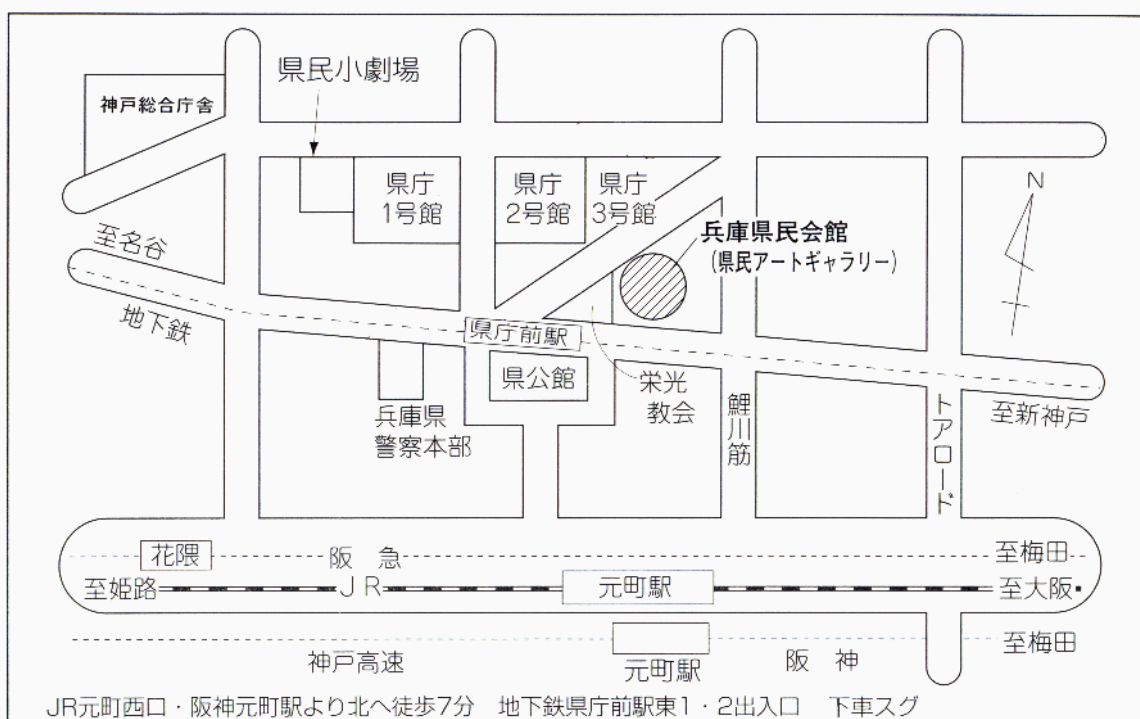 県民小劇場
神戸総合庁舎
県庁
1号館
県庁
2号館
県庁
3号館
N
兵庫県民会館
(県民アートギャラリー)
至名谷
地下鉄
県庁前駅
県公館
栄光
教会
兵庫県
警察本部
鯉川筋
トアロード
至新神戸
花隈
阪 急
至梅田
至姫路
JR
元町駅
至大阪
神戸高速
元町駅
阪 神
至梅田
JR元町西口・阪神元町駅より北へ徒歩7分 地下鉄県庁前駅東1・2出入口 下車スグ